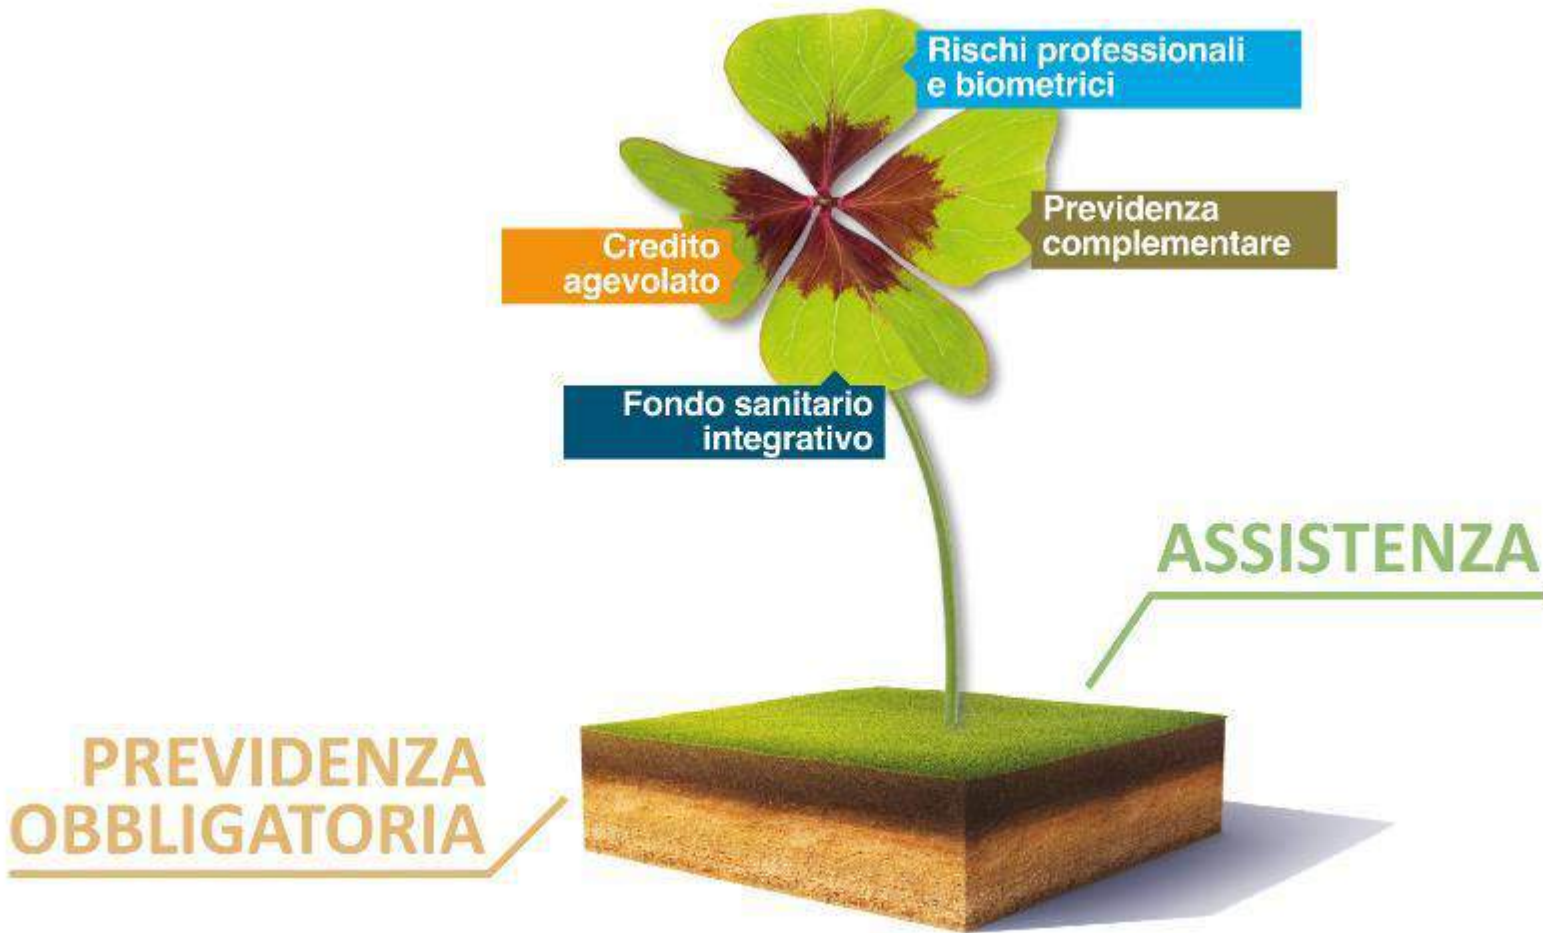 Rischi professionali
e biometrici
Previdenza
complementare
Credito
agevolato
Fondo sanitario
integrativo
ASSISTENZA
PREVIDENZA
OBBLIGATORIA